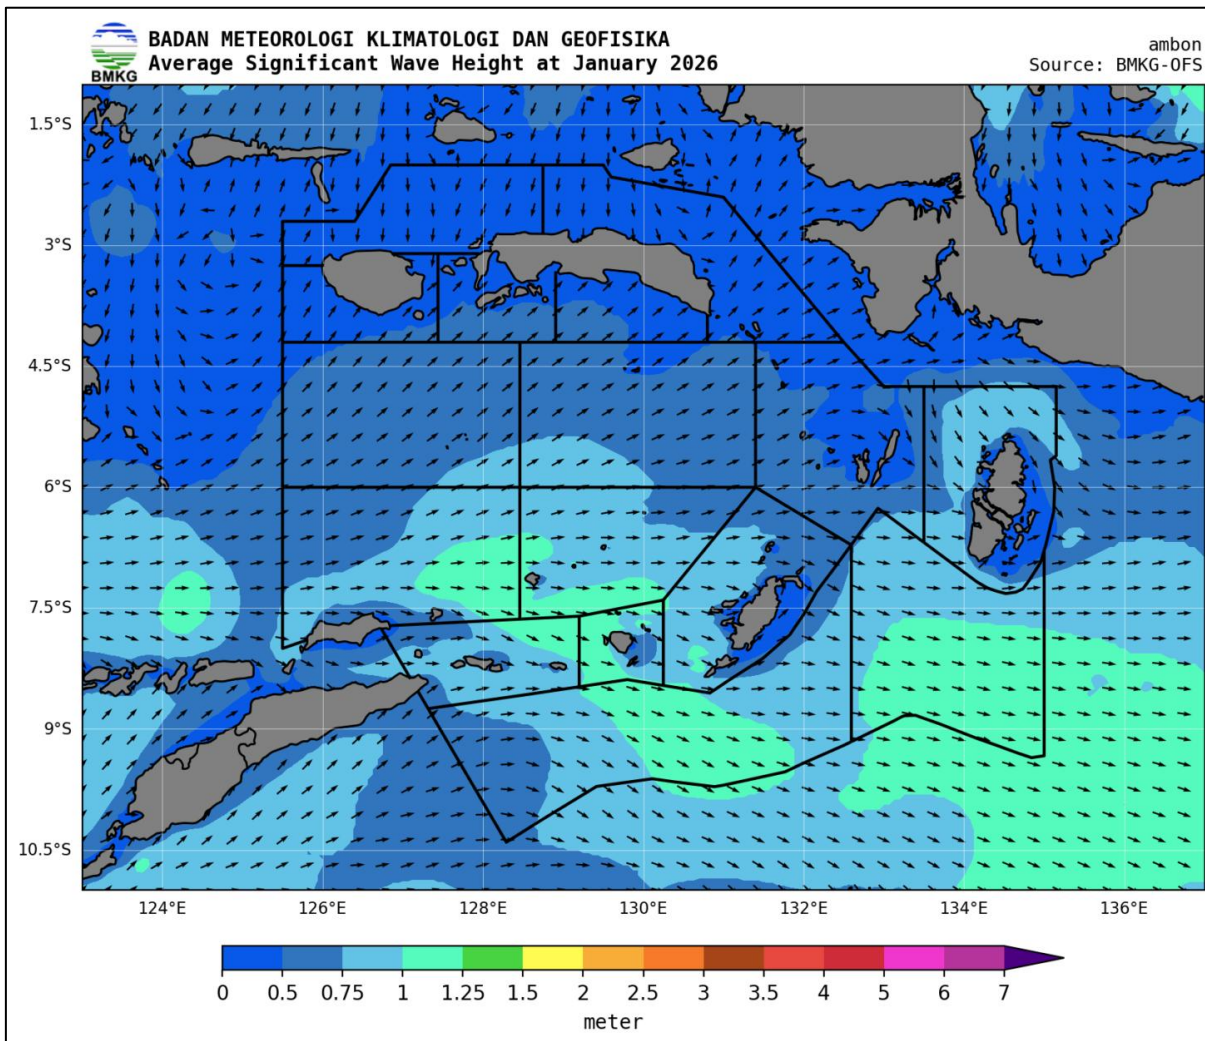 BMKG
BADAN METEOROLOGI KLIMATOLOGI DAN GEOFISIKA
Average Significant Wave Height at January 2026
ambon
Source: BMKG-OFS
1.5°S
3°S
4.5°S
6°S
7.5°S
9°S
10.5°S
124°E 126°E 128°E 130°E 132°E 134°E 136°E
0 0.5 0.75 1 1.25 1.5 2 2.5 3 3.5 4 5 6 7
meter